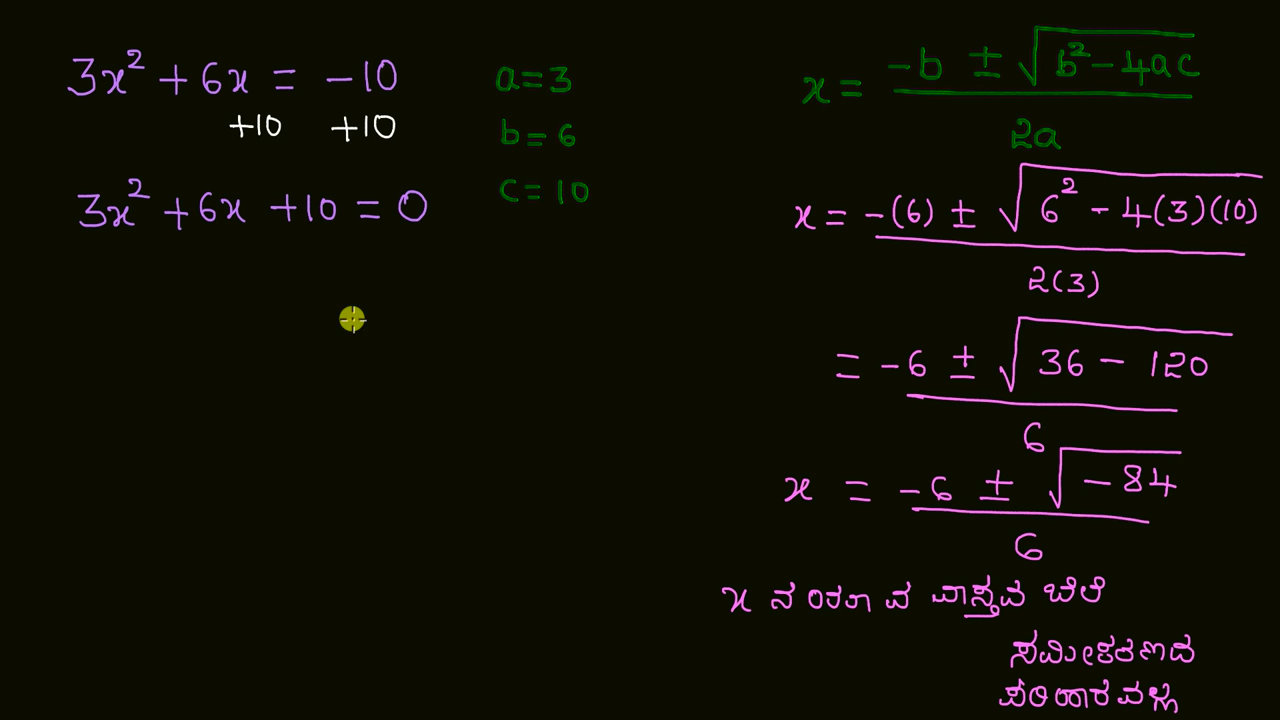 3x² + 6x = -10
+10 +10
3x² + 6x + 10 = 0
a = 3
b = 6
c = 10
x = (-b ± √(b² - 4ac)) / 2a
x = (-(6) ± √(6² - 4(3)(10))) / 2(3)
= (-6 ± √(36 - 120)) / 6
x = (-6 ± √(-84)) / 6
x ನ ವಾಸ್ತವ ಬೆಲೆ
ಸಮೀಕರಣದ
ಪರಿಹಾರವಲ್ಲ